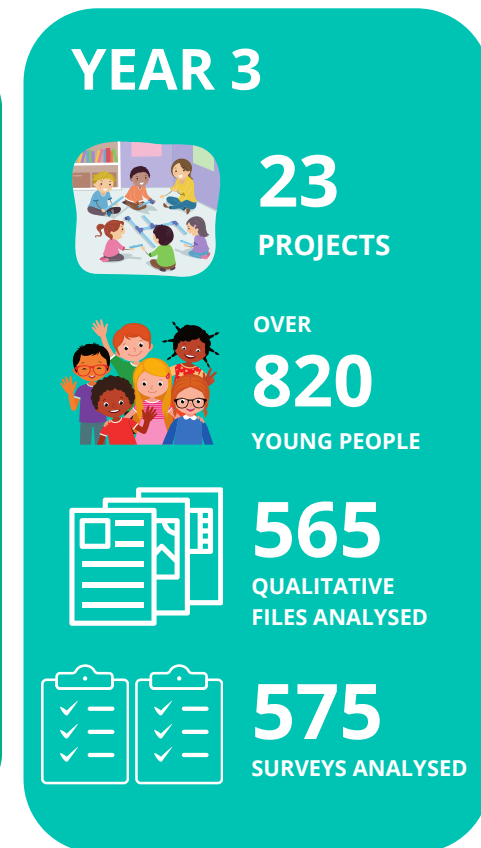 YEAR 3
23
PROJECTS
OVER
820
YOUNG PEOPLE
565
QUALITATIVE
FILES ANALYSED
575
SURVEYS ANALYSED